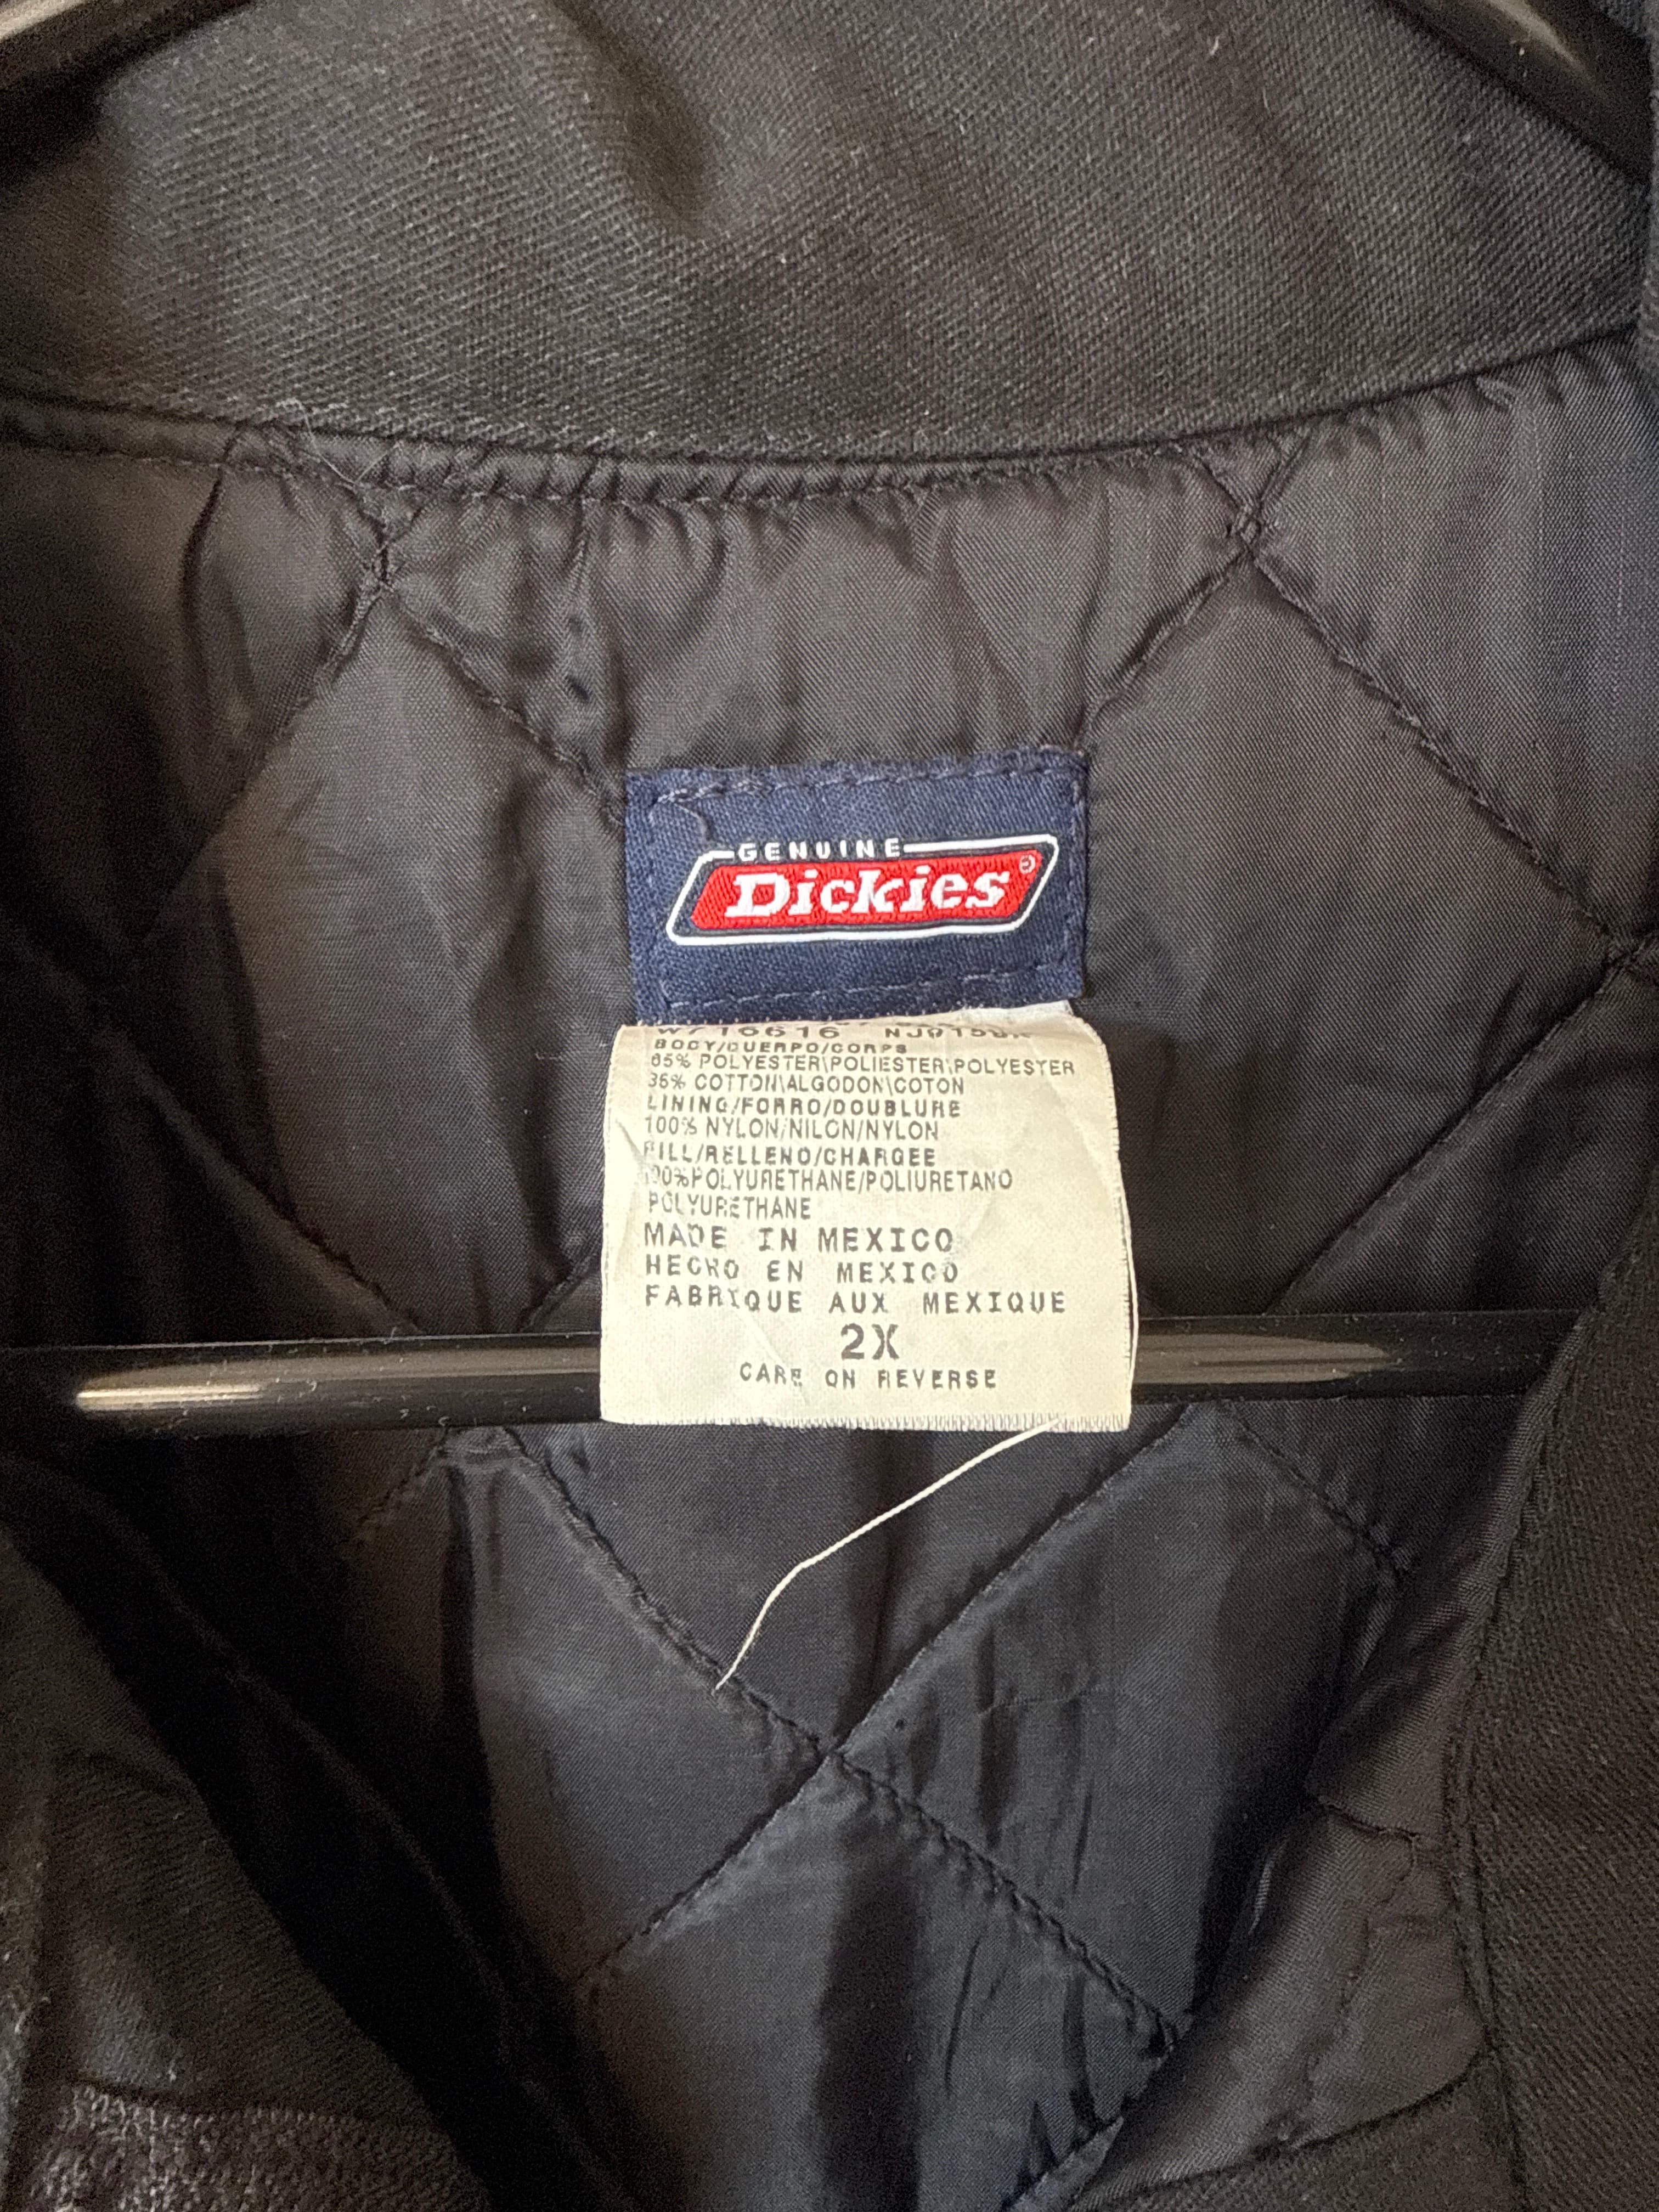 GENUINE
Dickies®
BODY/CUERPO/CORPS
65% POLYESTER\POLIESTER\POLYESTER
35% COTTON\ALGODON\COTON
LINING/FORRO/DOUBLURE
100% NYLON/NILON/NYLON
FILL/RELLENO/CHARGEE
100%POLYURETHANE/POLIURETANO
POLYURETHANE
MADE IN MEXICO
HECHO EN MEXICO
FABRIQUE AUX MEXIQUE
2X
CARE ON REVERSE